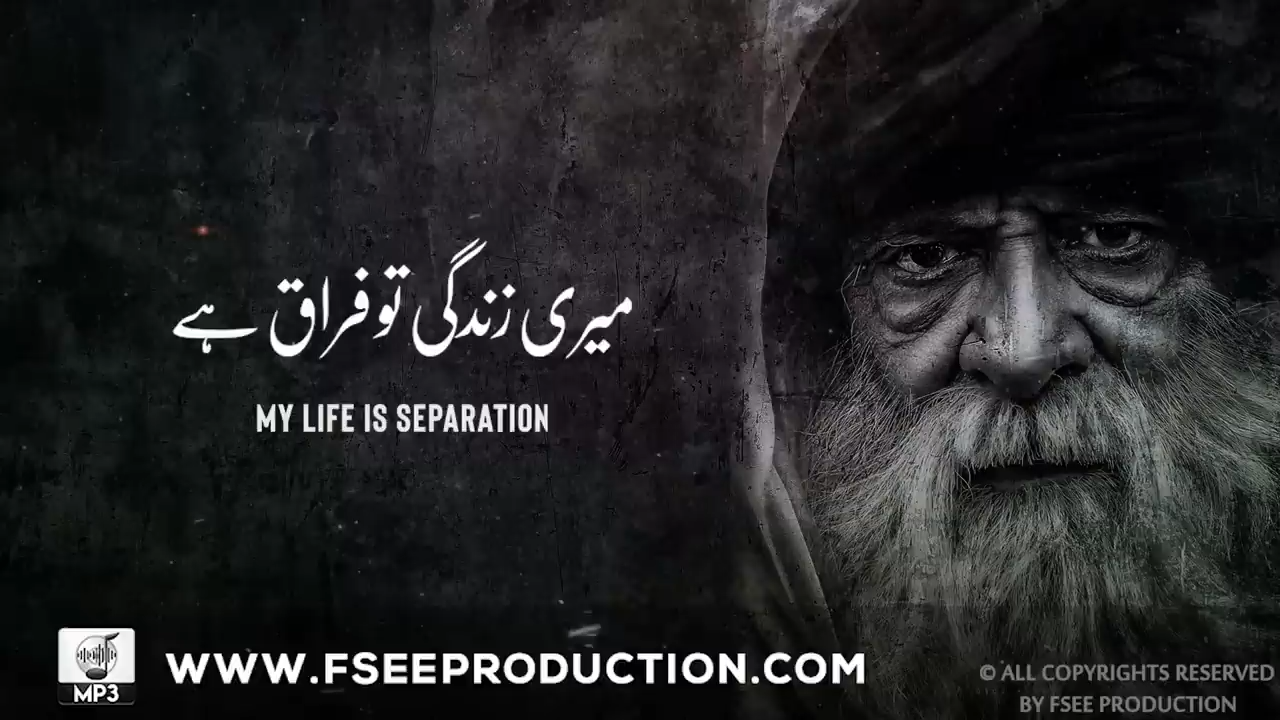 میری زندگی تو فراق ہے
MY LIFE IS SEPARATION
MP3
WWW.FSEEPRODUCTION.COM
© ALL COPYRIGHTS RESERVED
BY FSEE PRODUCTION